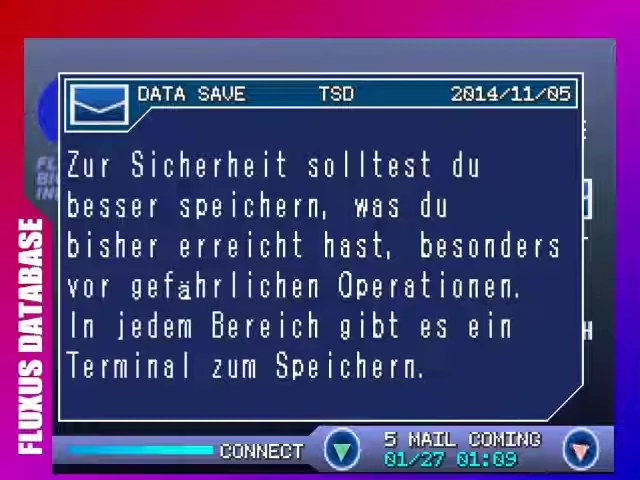 DATA SAVE TSD 2014/11/05
Zur Sicherheit solltest du
besser speichern, was du
bisher erreicht hast, besonders
vor gefährlichen Operationen.
In jedem Bereich gibt es ein
Terminal zum Speichern.
FLUXUS DATABASE
CONNECT
5 MAIL COMING
01/27 01:09